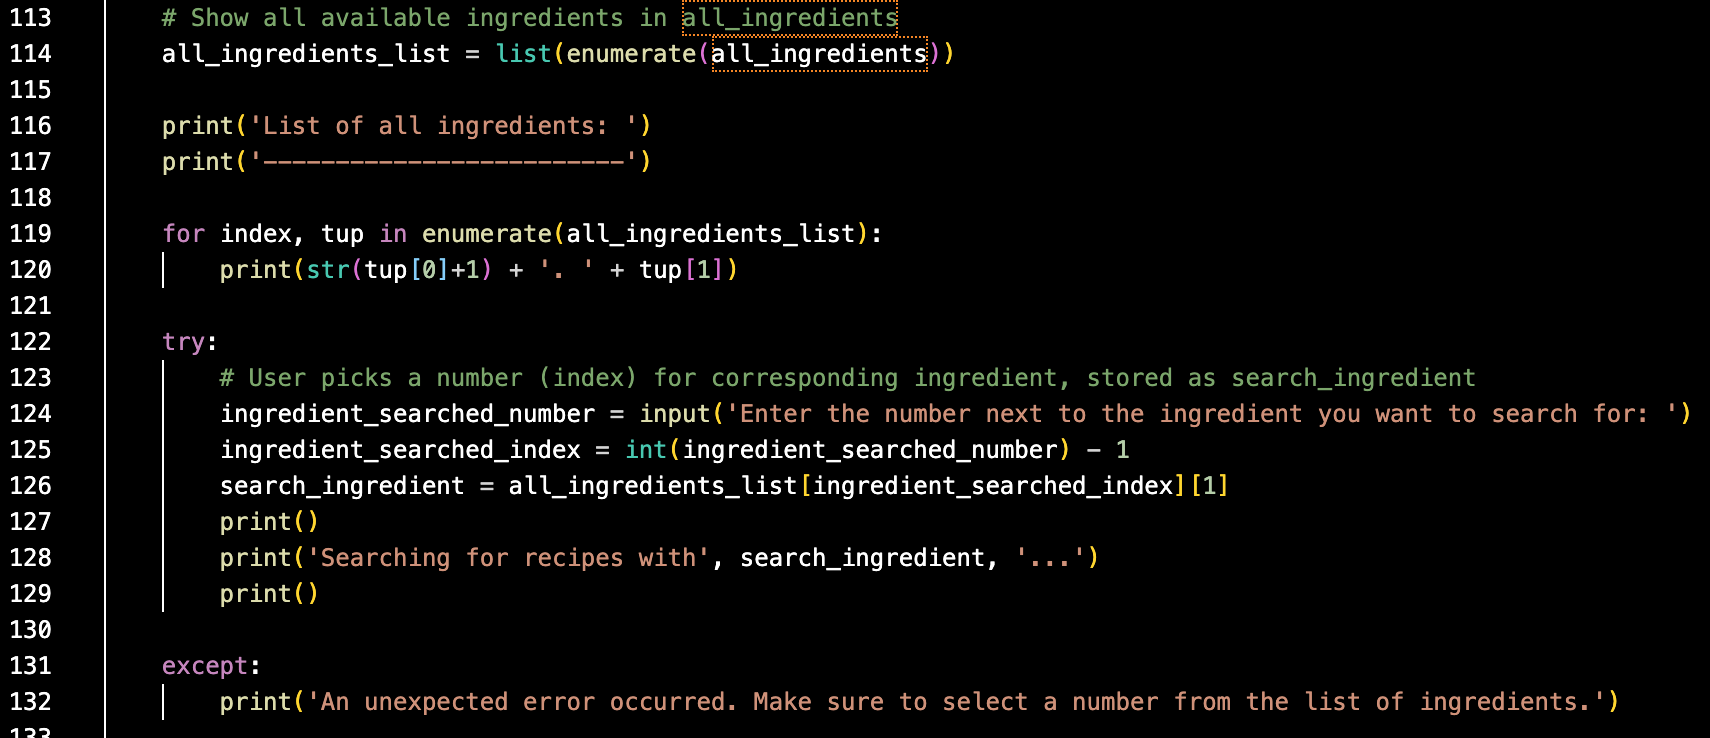 113 # Show all available ingredients in all_ingredients
114 all_ingredients_list = list(enumerate(all_ingredients))
115
116 print('List of all ingredients: ')
117 print('-------------------------')
118
119 for index, tup in enumerate(all_ingredients_list):
120 print(str(tup[0]+1) + '. ' + tup[1])
121
122 try:
123 # User picks a number (index) for corresponding ingredient, stored as search_ingredient
124 ingredient_searched_number = input('Enter the number next to the ingredient you want to search for: ')
125 ingredient_searched_index = int(ingredient_searched_number) - 1
126 search_ingredient = all_ingredients_list[ingredient_searched_index][1]
127 print()
128 print('Searching for recipes with', search_ingredient, '...')
129 print()
130
131 except:
132 print('An unexpected error occurred. Make sure to select a number from the list of ingredients.')
133